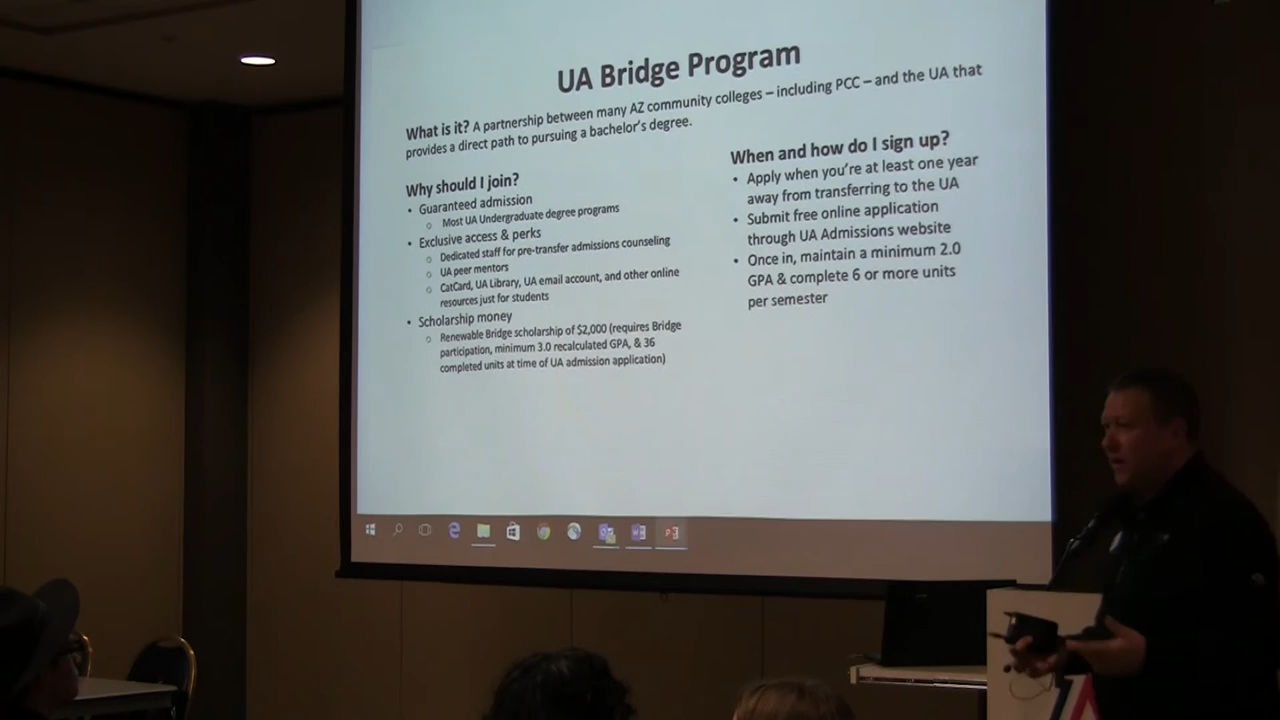 UA Bridge Program
What is it? A partnership between many AZ community colleges – including PCC – and the UA that
provides a direct path to pursuing a bachelor's degree.
Why should I join?
• Guaranteed admission
○ Most UA Undergraduate degree programs
• Exclusive access & perks
○ Dedicated staff for pre-transfer admissions counseling
○ UA peer mentors
○ CatCard, UA Library, UA email account, and other online
resources just for students
• Scholarship money
○ Renewable Bridge scholarship of $2,000 (requires Bridge
participation, minimum 3.0 recalculated GPA, & 36
completed units at time of UA admission application)
When and how do I sign up?
• Apply when you're at least one year
away from transferring to the UA
• Submit free online application
through UA Admissions website
• Once in, maintain a minimum 2.0
GPA & complete 6 or more units
per semester